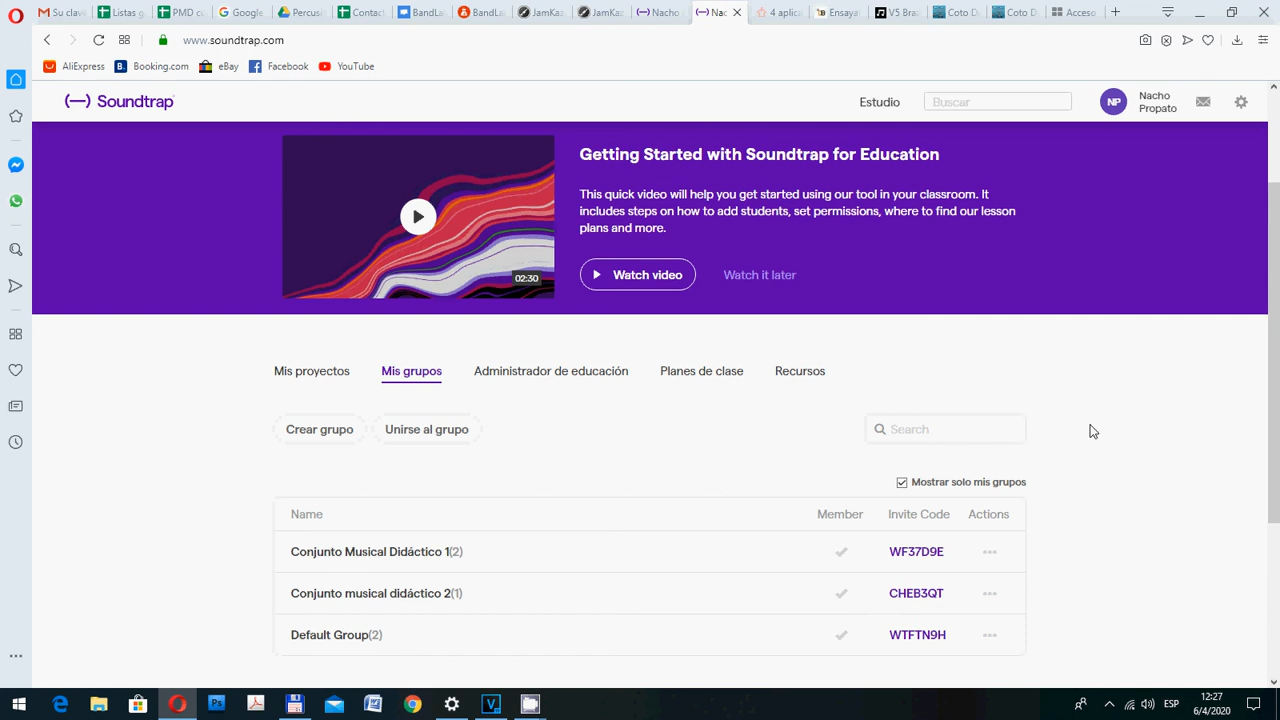 Su clave
Listas g
PMD c
Google
Percusi
Contact
BandLa
BandLa
JamKaz
JamKaz
Nacho
Nac
4 aplica
Ensaya
V5 Braz
Coto D
Coto D
Acceso
www.soundtrap.com
AliExpress
Booking.com
eBay
Facebook
YouTube
Soundtrap
Estudio
Buscar
NP
Nacho
Propato
Getting Started with Soundtrap for Education
This quick video will help you get started using our tool in your classroom. It
includes steps on how to add students, set permissions, where to find our lesson
plans and more.
02:30
Watch video
Watch it later
Mis proyectos
Mis grupos
Administrador de educación
Planes de clase
Recursos
Crear grupo
Unirse al grupo
Search
Mostrar solo mis grupos
Name
Member
Invite Code
Actions
Conjunto Musical Didáctico 1(2)
WF37D9E
Conjunto musical didáctico 2(1)
CHEB3QT
Default Group(2)
WTFTN9H
ESP
12:27
6/4/2020